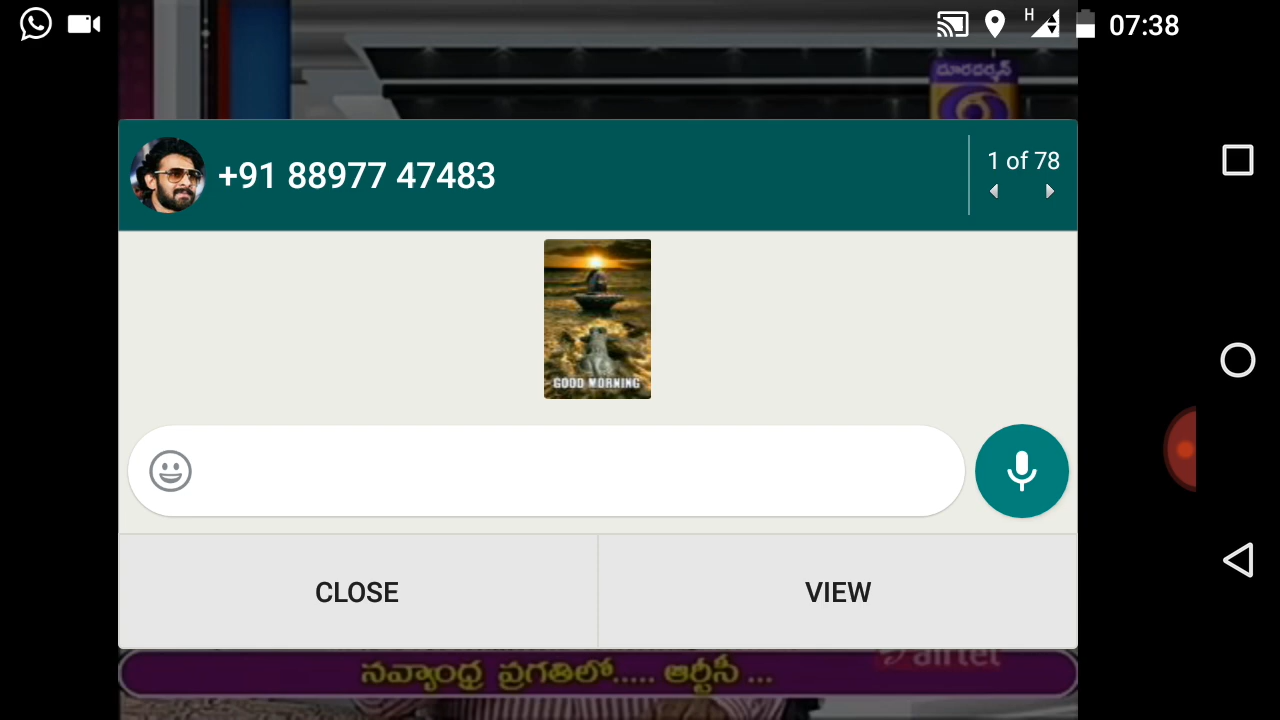 H 07:38
దూరదర్శన్
+91 88977 47483
1 of 78
GOOD MORNING
CLOSE
VIEW
airtel
నవ్యాంధ్ర ప్రగతిలో..... ఆర్టీసీ ...